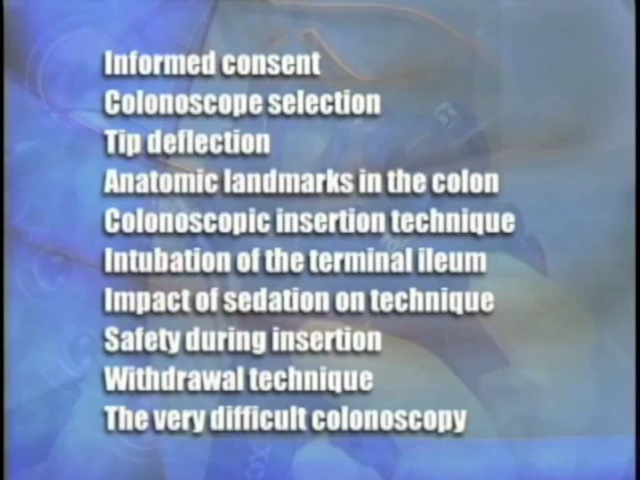 Informed consent
Colonoscope selection
Tip deflection
Anatomic landmarks in the colon
Colonoscopic insertion technique
Intubation of the terminal ileum
Impact of sedation on technique
Safety during insertion
Withdrawal technique
The very difficult colonoscopy